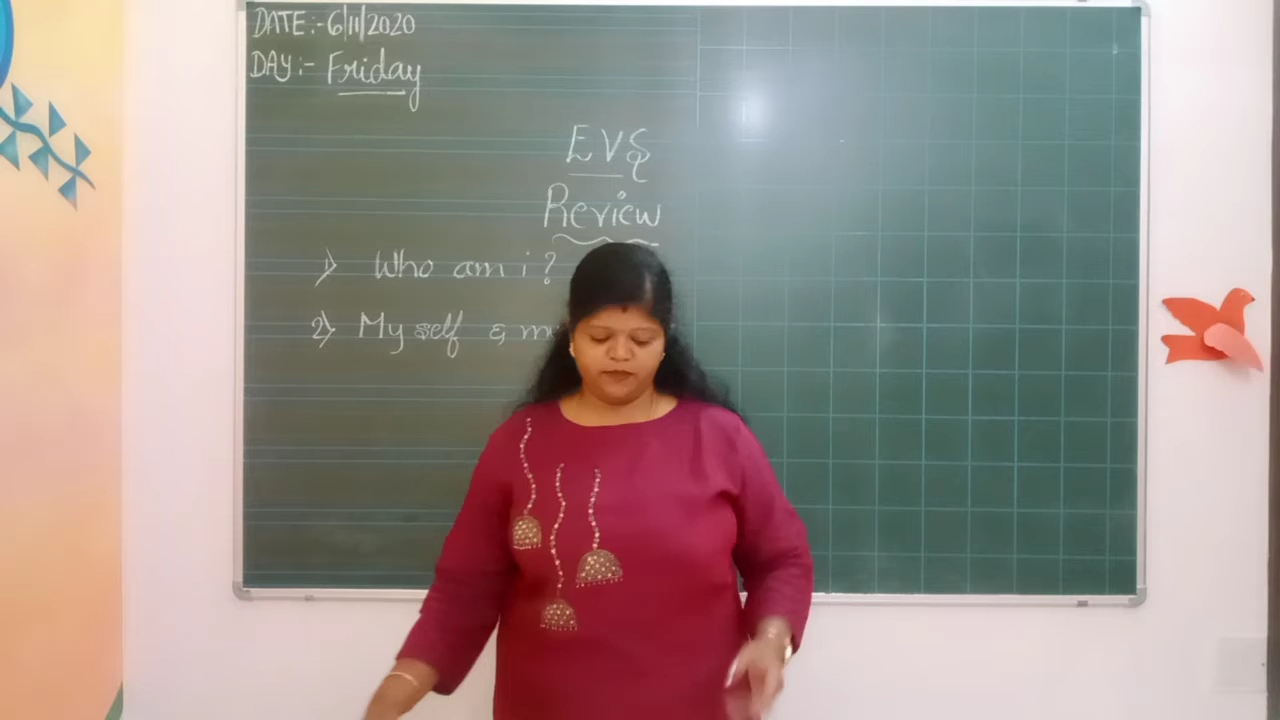 DATE:- 6/11/2020
DAY:- Friday
EVS
Review
1) Who am i?
2) My self &